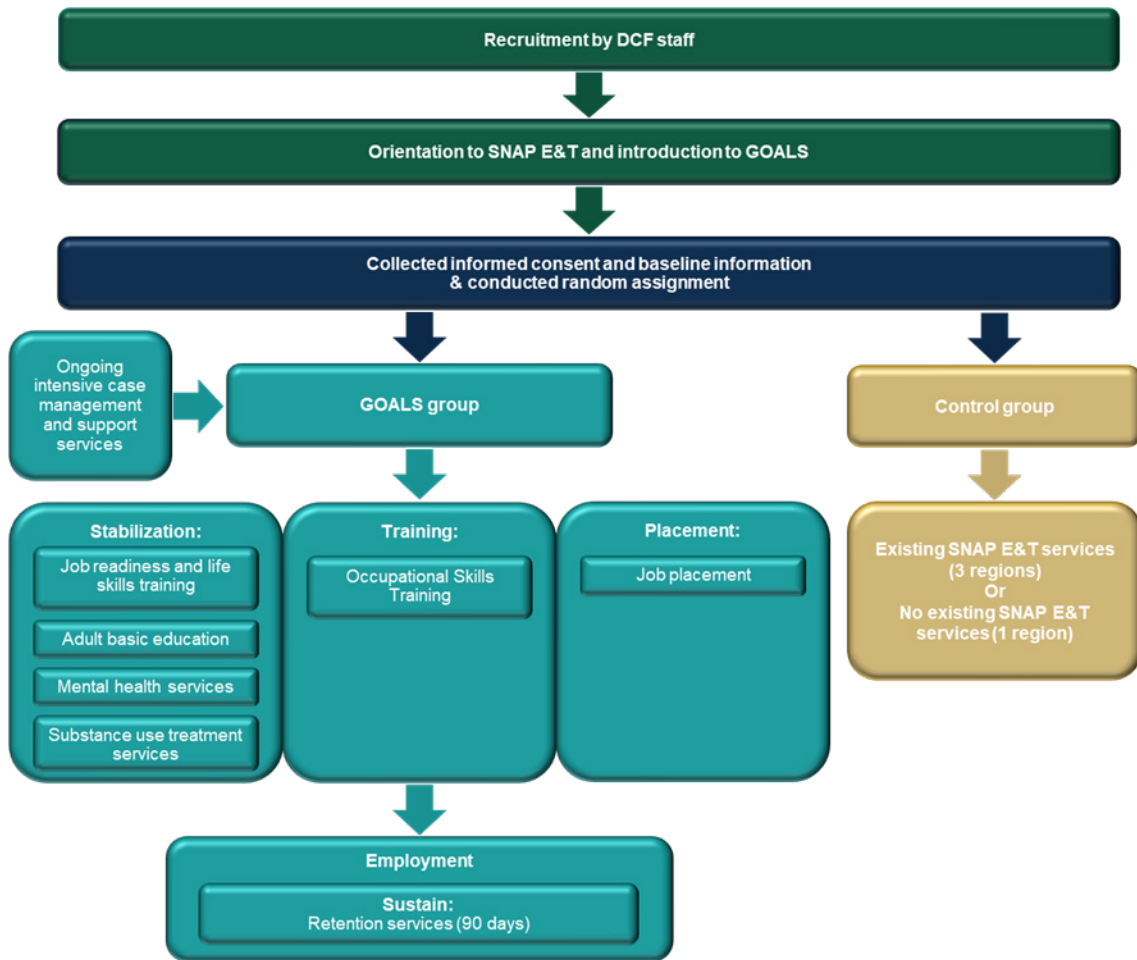 Recruitment by DCF staff
Orientation to SNAP E&T and introduction to GOALS
Collected informed consent and baseline information
& conducted random assignment
Ongoing
intensive case
management
and support
services
GOALS group
Control group
Stabilization:
Job readiness and life
skills training
Adult basic education
Mental health services
Substance use treatment
services
Training:
Occupational Skills
Training
Placement:
Job placement
Existing SNAP E&T services
(3 regions)
Or
No existing SNAP E&T
services (1 region)
Employment
Sustain:
Retention services (90 days)